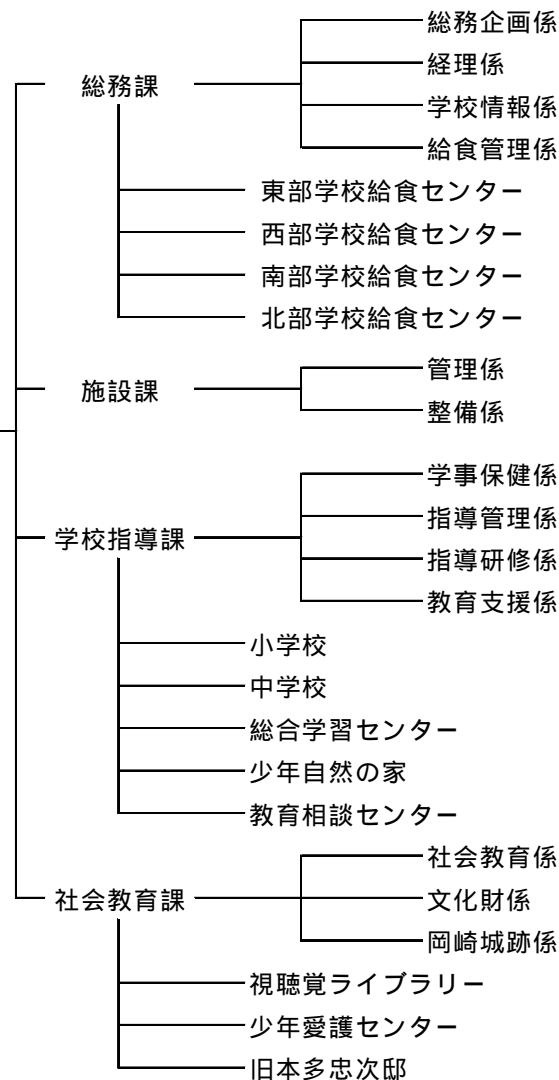 総務企画係
経理係
総務課
学校情報係
給食管理係
東部学校給食センター
西部学校給食センター
南部学校給食センター
北部学校給食センター
管理係
施設課
整備係
学事保健係
指導管理係
学校指導課
指導研修係
教育支援係
小学校
中学校
総合学習センター
少年自然の家
教育相談センター
社会教育係
社会教育課
文化財係
岡崎城跡係
視聴覚ライブラリー
少年愛護センター
旧本多忠次邸